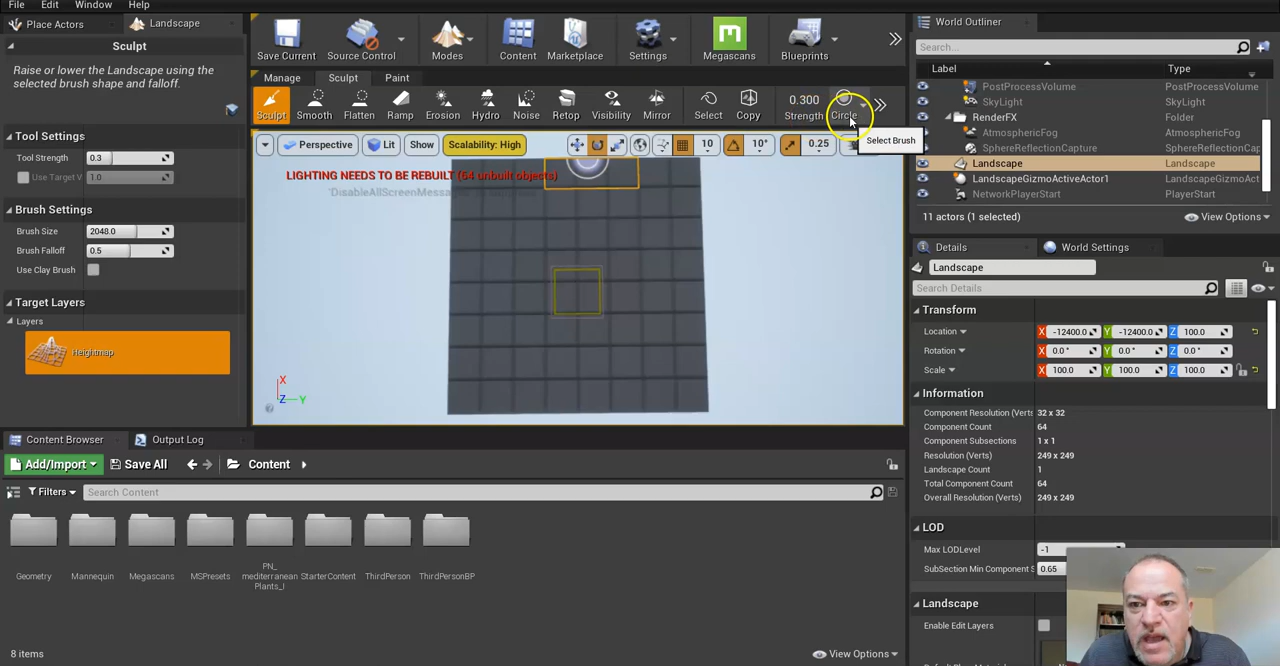 File Edit Window Help
Place Actors Landscape
Sculpt
Raise or lower the Landscape using the
selected brush shape and falloff.
Tool Settings
Tool Strength 0.3
Use Target V 1.0
Brush Settings
Brush Size 2048.0
Brush Falloff 0.5
Use Clay Brush
Target Layers
Layers
Heightmap
Save Current Source Control Modes Content Marketplace Settings Megascans Blueprints
Manage Sculpt Paint
Sculpt Smooth Flatten Ramp Erosion Hydro Noise Retop Visibility Mirror Select Copy 0.300 Strength Circle
Select Brush
Perspective Lit Show Scalability: High 10 10° 0.25
LIGHTING NEEDS TO BE REBUILT (64 unbuilt objects)
'DisableAllScreenMessa
X
Z Y
Content Browser Output Log
Add/Import Save All Content
Filters Search Content
Geometry Mannequin Megascans MSPresets PN_ mediterranean Plants_I StarterContent ThirdPerson ThirdPersonBP
8 items View Options
World Outliner
Search...
Label Type
PostProcessVolume PostProcessVolume
SkyLight SkyLight
RenderFX Folder
AtmosphericFog AtmosphericFog
SphereReflectionCapture SphereReflectionCapture
Landscape Landscape
LandscapeGizmoActiveActor1 LandscapeGizmoAct
NetworkPlayerStart PlayerStart
11 actors (1 selected) View Options
Details World Settings
Landscape
Search Details
Transform
Location X -12400.0 Y -12400.0 Z 100.0
Rotation X 0.0 ° Y 0.0 ° Z 0.0 °
Scale X 100.0 Y 100.0 Z 100.0
Information
Component Resolution (Verts 32 x 32
Component Count 64
Component Subsections 1 x 1
Resolution (Verts) 249 x 249
Landscape Count 1
Total Component Count 64
Overall Resolution (Verts) 249 x 249
LOD
Max LODLevel -1
SubSection Min Component S 0.65
Landscape
Enable Edit Layers